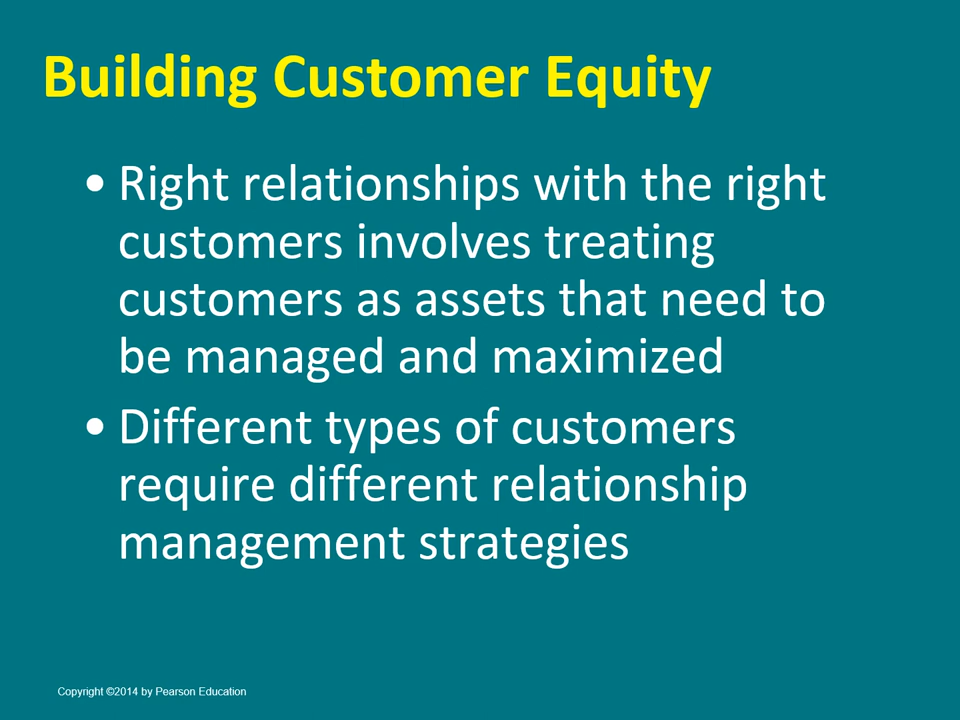 Building Customer Equity
• Right relationships with the right
customers involves treating
customers as assets that need to
be managed and maximized
• Different types of customers
require different relationship
management strategies
Copyright ©2014 by Pearson Education